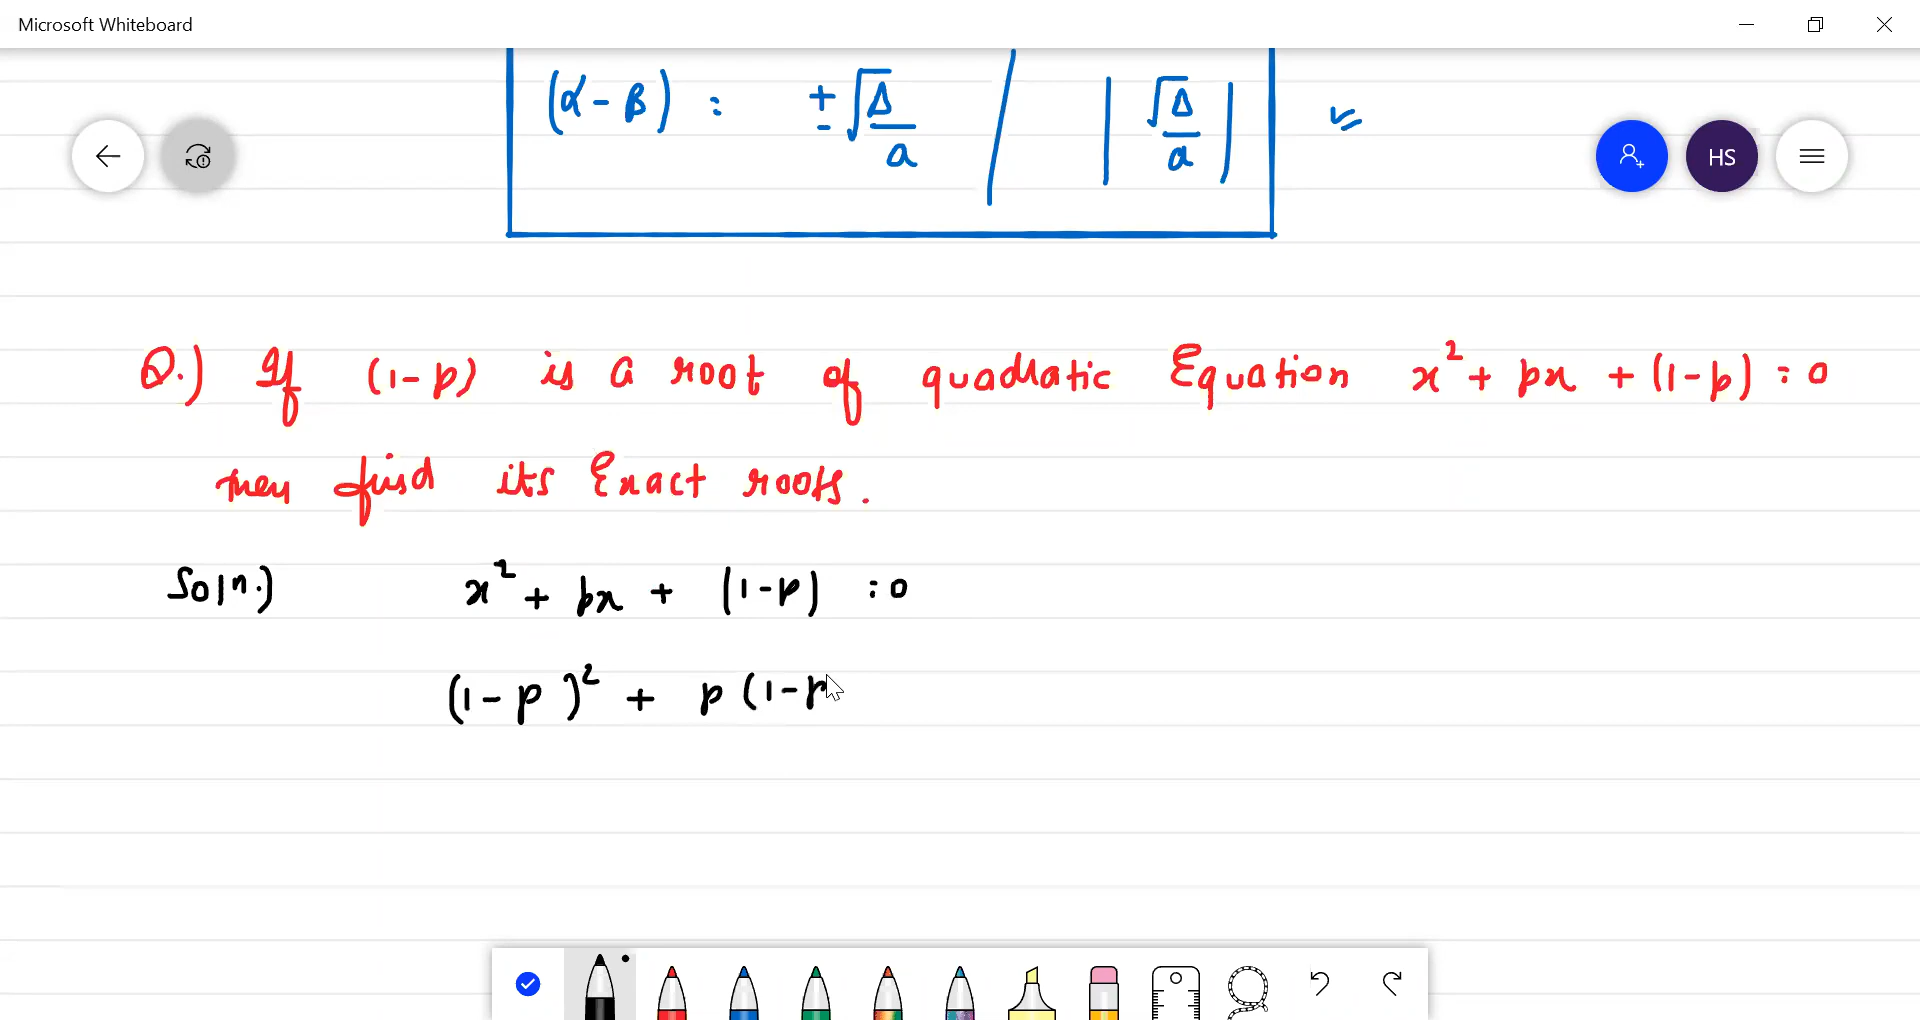 Microsoft Whiteboard
(α - β) : ± √Δ/a / | √Δ/a |
HS
Q.) If (1-p) is a root of quadratic Equation x² + px + (1-p) : 0
then find its Exact roots.
Soln.) x² + px + (1-p) : 0
(1-p)² + p(1-p